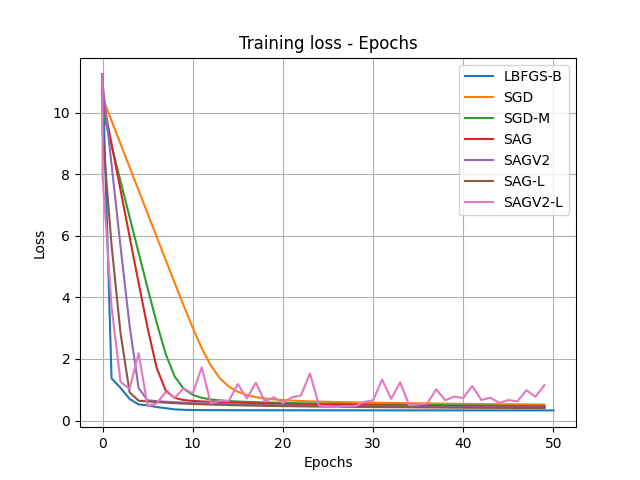 Training loss - Epochs
LBFGS-B
SGD
SGD-M
SAG
SAGV2
SAG-L
SAGV2-L
Loss
10
8
6
4
2
0
0
10
20
30
40
50
Epochs